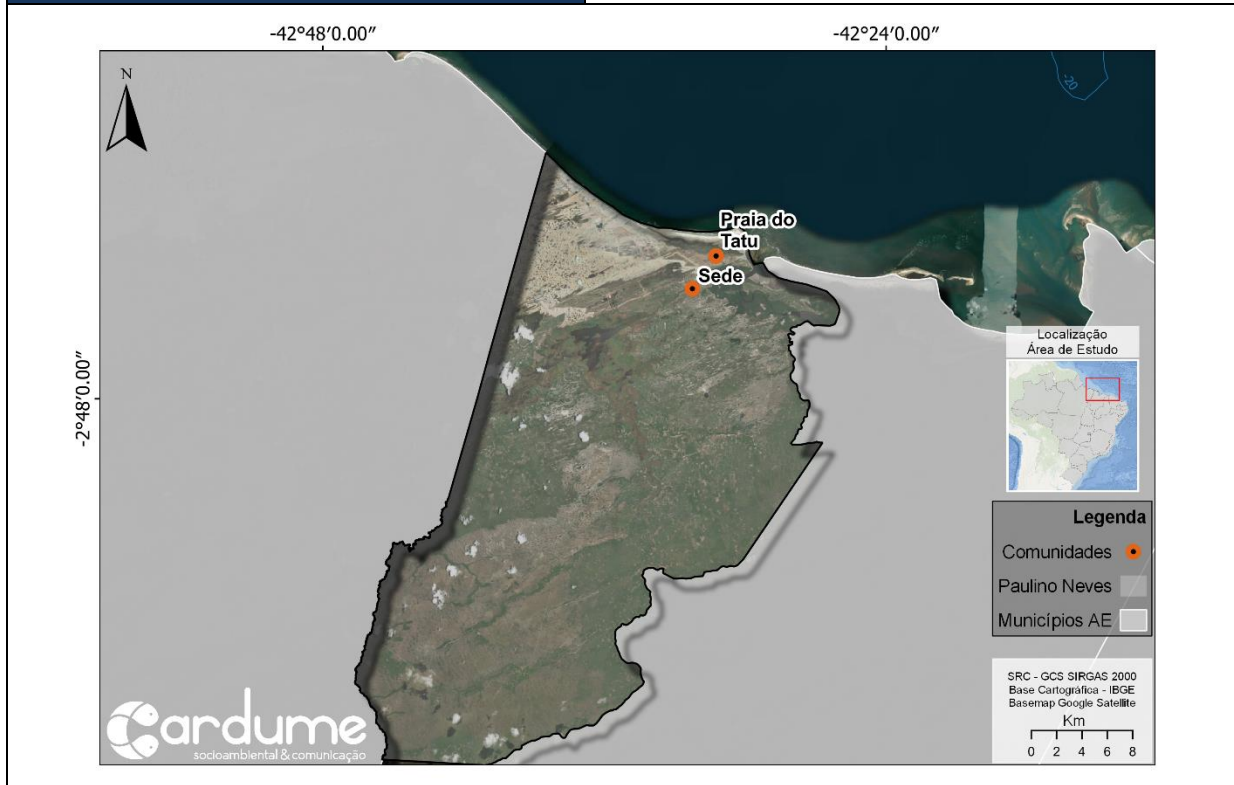 -42°48′0.00″
-42°24′0.00″
N
-20
Praia do
Tatu
Sede
-2°48′0.00″
Localização
Área de Estudo
Legenda
Comunidades
Paulino Neves
Municípios AE
SRC - GCS SIRGAS 2000
Base Cartográfica - IBGE
Basemap Google Satellite
Km
0 2 4 6 8
Cardume
socioambiental & comunicação